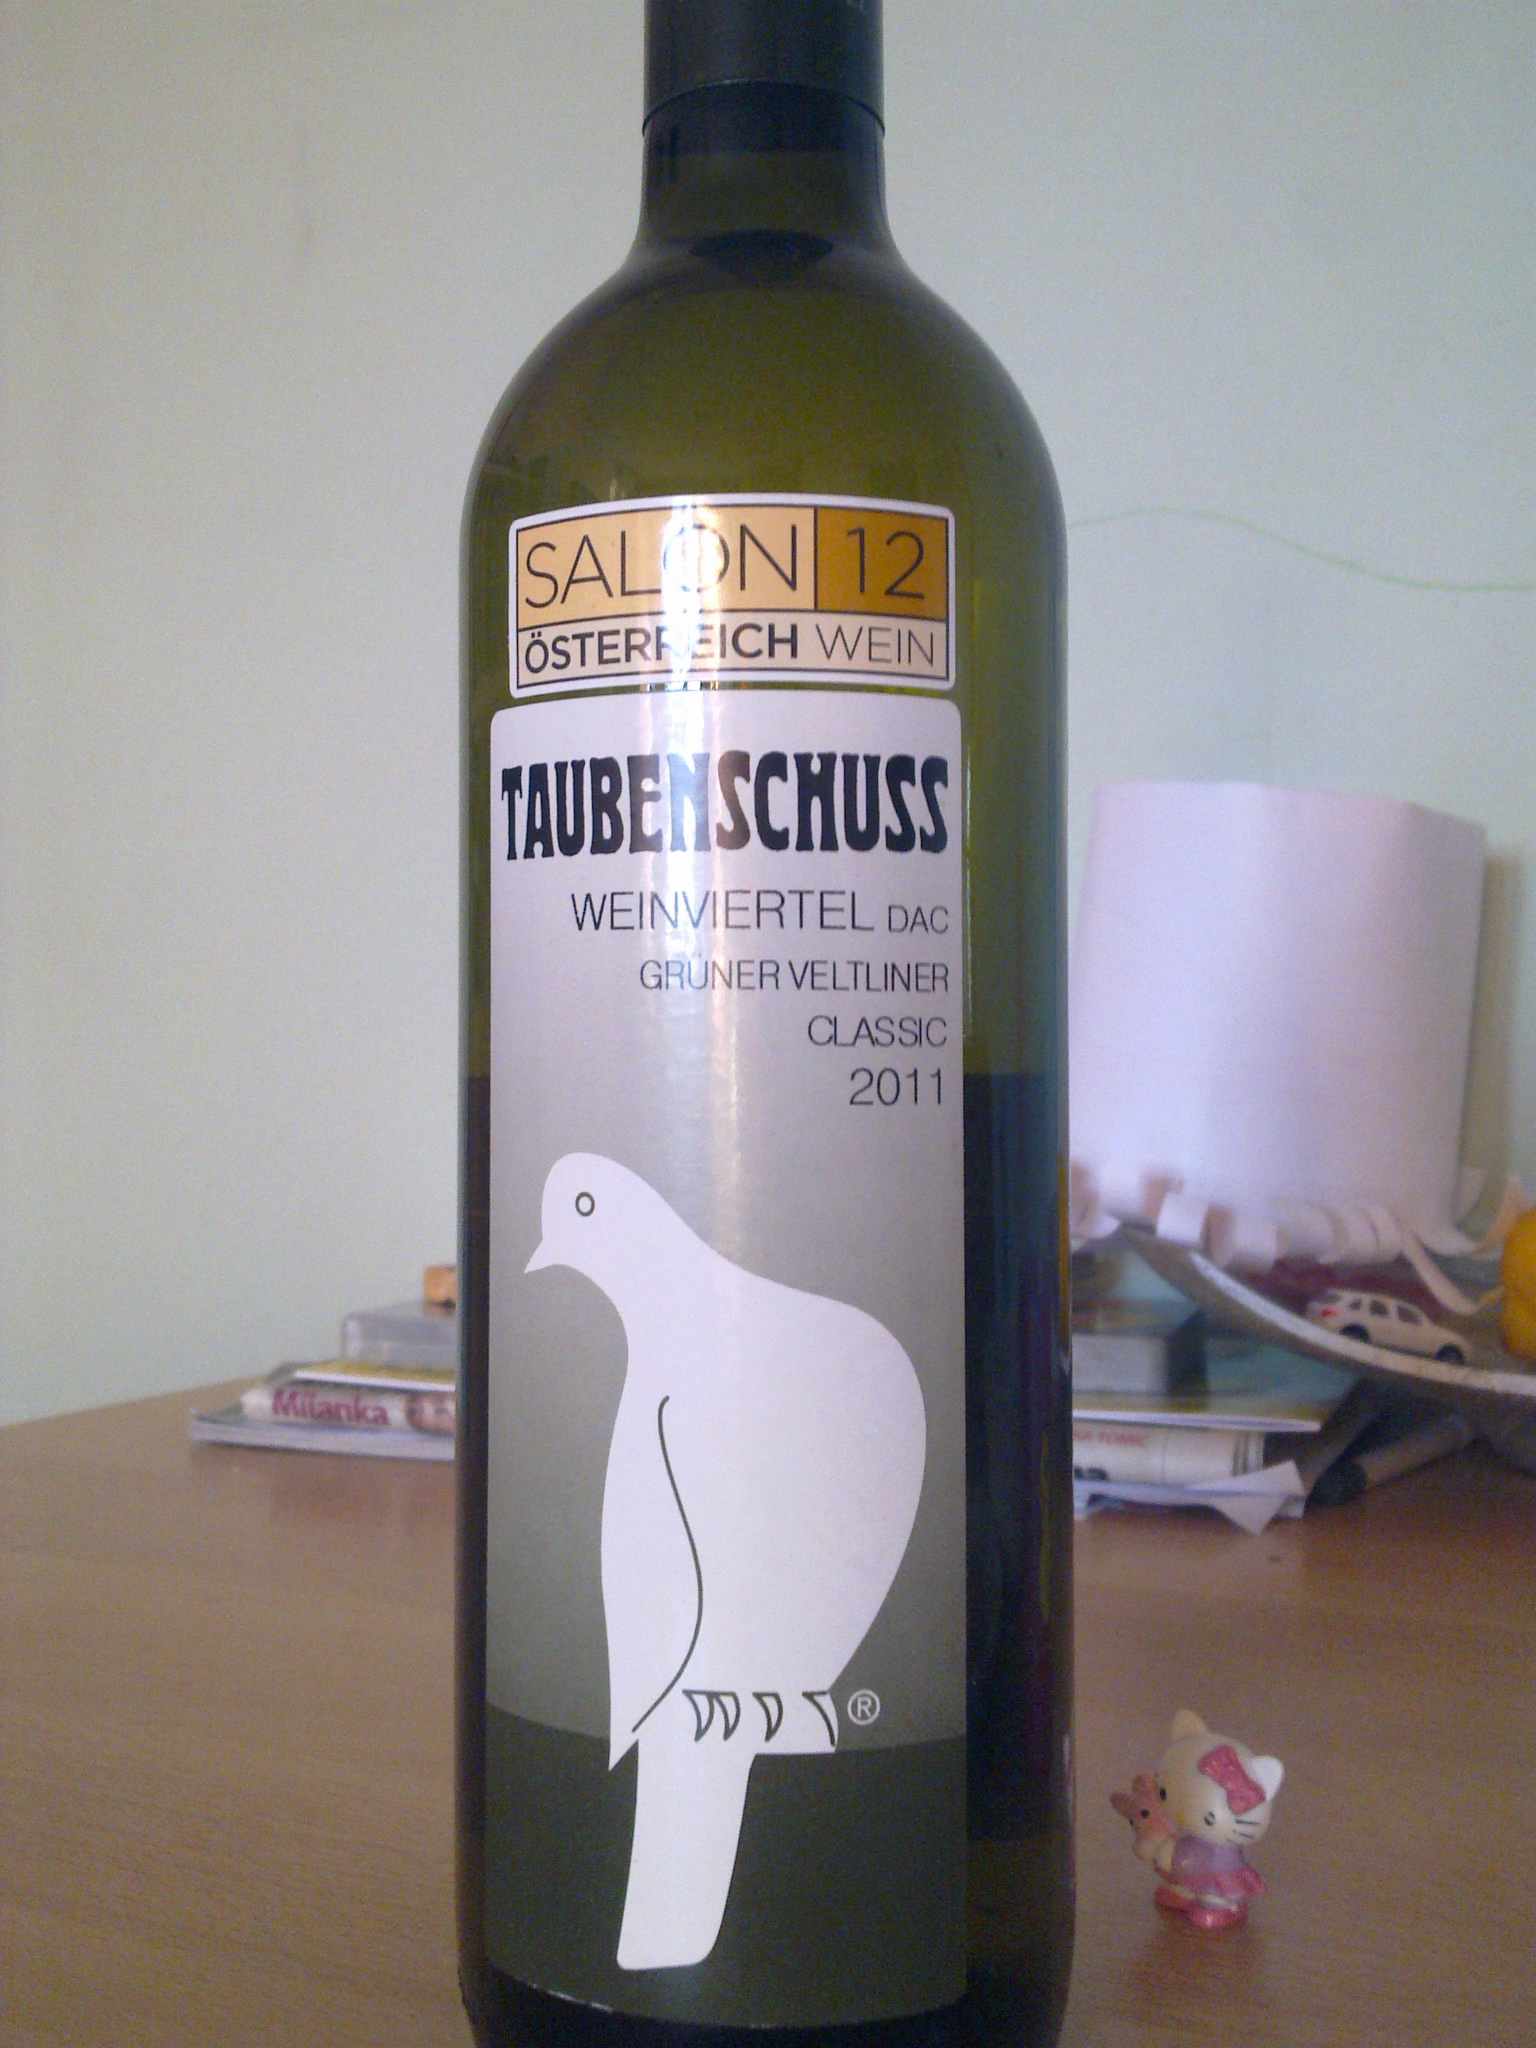 SALON 12
ÖSTERREICH WEIN
TAUBENSCHUSS
WEINVIERTEL DAC
GRÜNER VELTLINER
CLASSIC
2011
®
Milanka